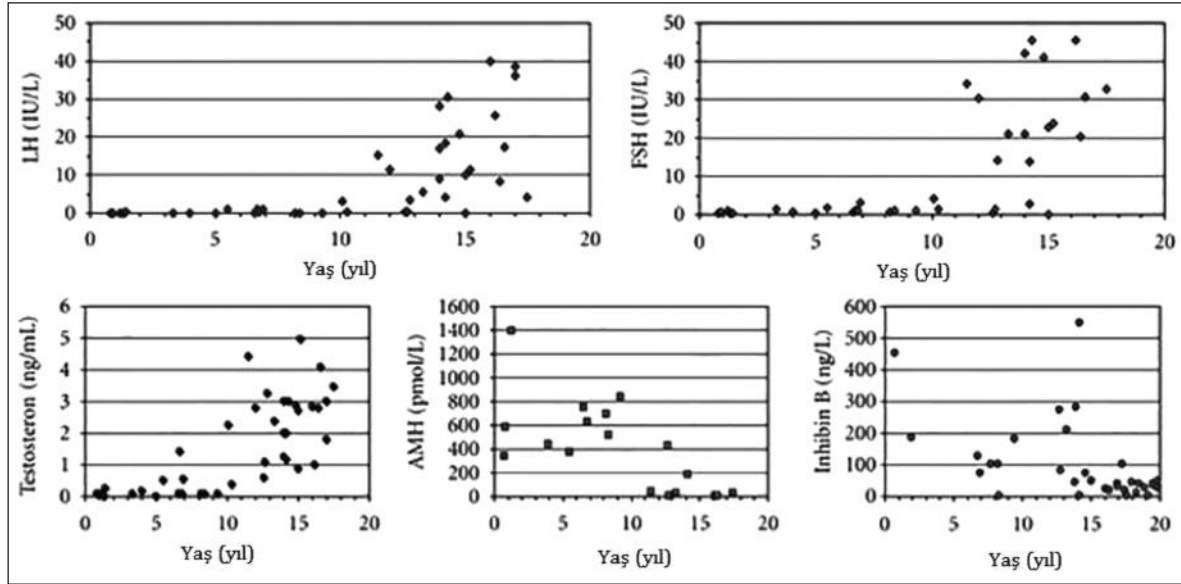 LH (IU/L)
50
40
30
20
10
0
0 5 10 15 20
Yaş (yıl)
FSH (IU/L)
50
40
30
20
10
0
0 5 10 15 20
Yaş (yıl)
Testosteron (ng/mL)
6
5
4
3
2
1
0
0 5 10 15 20
Yaş (yıl)
AMH (pmol/L)
1600
1400
1200
1000
800
600
400
200
0
0 5 10 15 20
Yaş (yıl)
Inhibin B (ng/L)
600
500
400
300
200
100
0
0 5 10 15 20
Yaş (yıl)